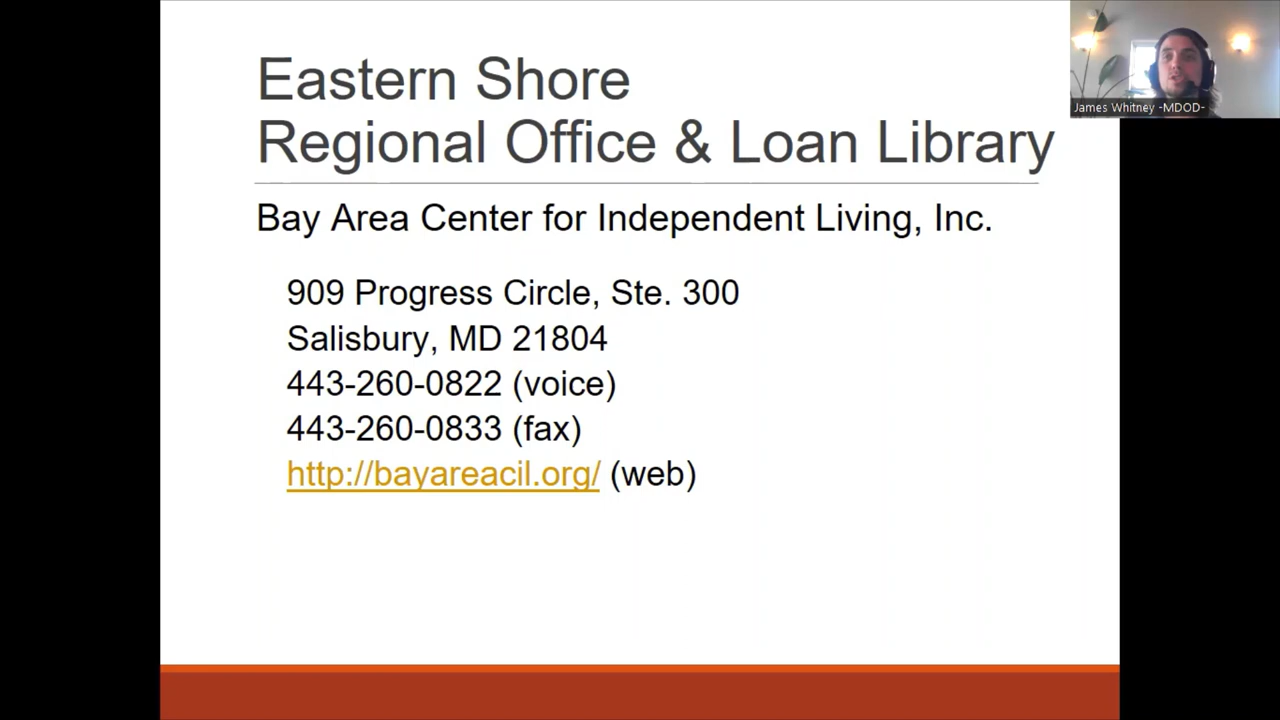 Eastern Shore
Regional Office & Loan Library
Bay Area Center for Independent Living, Inc.
909 Progress Circle, Ste. 300
Salisbury, MD 21804
443-260-0822 (voice)
443-260-0833 (fax)
http://bayareacil.org/ (web)
James Whitney -MDOD-